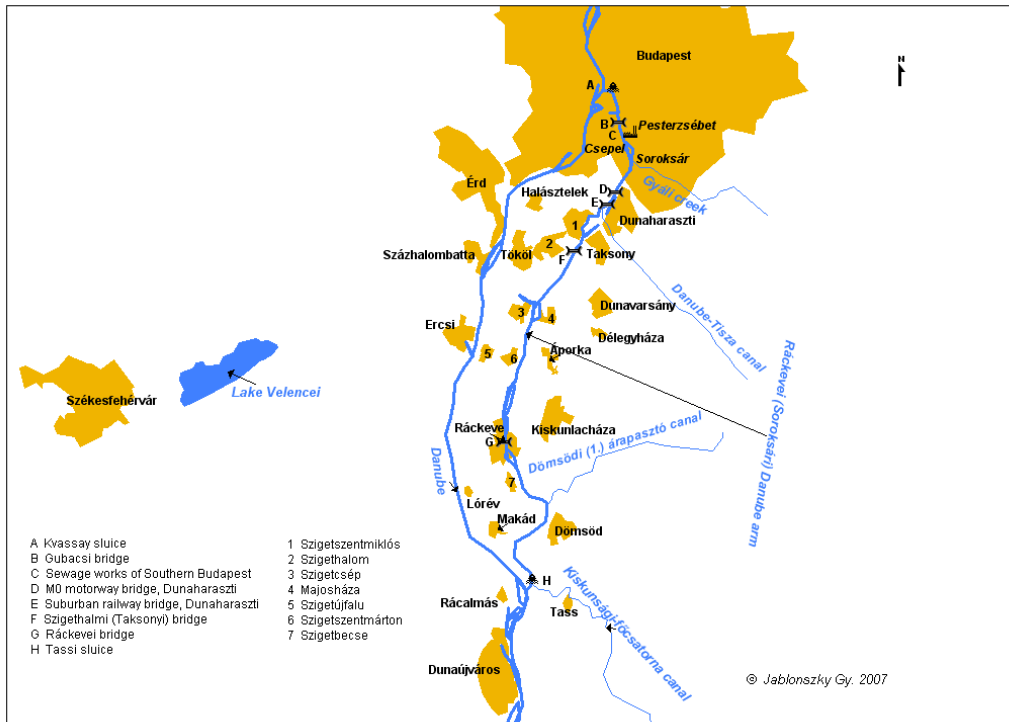 Budapest
N
A
B
Pesterzsébet
C
Csepel
Soroksár
Érd
Halásztelek
D
Gyáli creek
E
Dunaharaszti
1
Százhalombatta
Tököl
2
F
Taksony
Danube-Tisza canal
3
4
Dunavarsány
Ercsi
Délegyháza
5
6
Áporka
Ráckevei (Soroksári) Danube arm
Székesfehérvár
Lake Velencei
Ráckeve
G
Kiskunlacháza
Dömsödi (1.) árapasztó canal
Danube
7
Lórév
Makád
Dömsöd
H
Rácalmás
Tass
Kiskunsági-főcsatorna canal
Dunaújváros
A Kvassay sluice
B Gubacsi bridge
C Sewage works of Southern Budapest
D M0 motorway bridge, Dunaharaszti
E Suburban railway bridge, Dunaharaszti
F Szigethalmi (Taksonyi) bridge
G Ráckevei bridge
H Tassi sluice
1 Szigetszentmiklós
2 Szigethalom
3 Szigetcsép
4 Majosháza
5 Szigetújfalu
6 Szigetszentmárton
7 Szigetbecse
© Jablonszky Gy. 2007